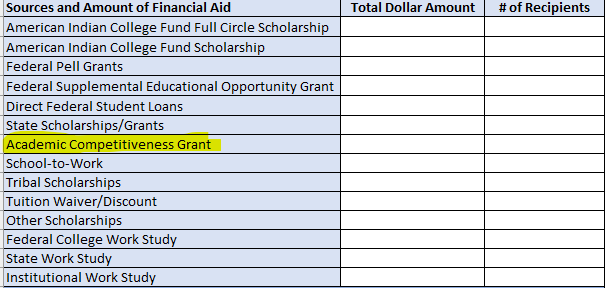 Sources and Amount of Financial Aid Total Dollar Amount # of Recipients
American Indian College Fund Full Circle Scholarship
American Indian College Fund Scholarship
Federal Pell Grants
Federal Supplemental Educational Opportunity Grant
Direct Federal Student Loans
State Scholarships/Grants
Academic Competitiveness Grant
School-to-Work
Tribal Scholarships
Tuition Waiver/Discount
Other Scholarships
Federal College Work Study
State Work Study
Institutional Work Study